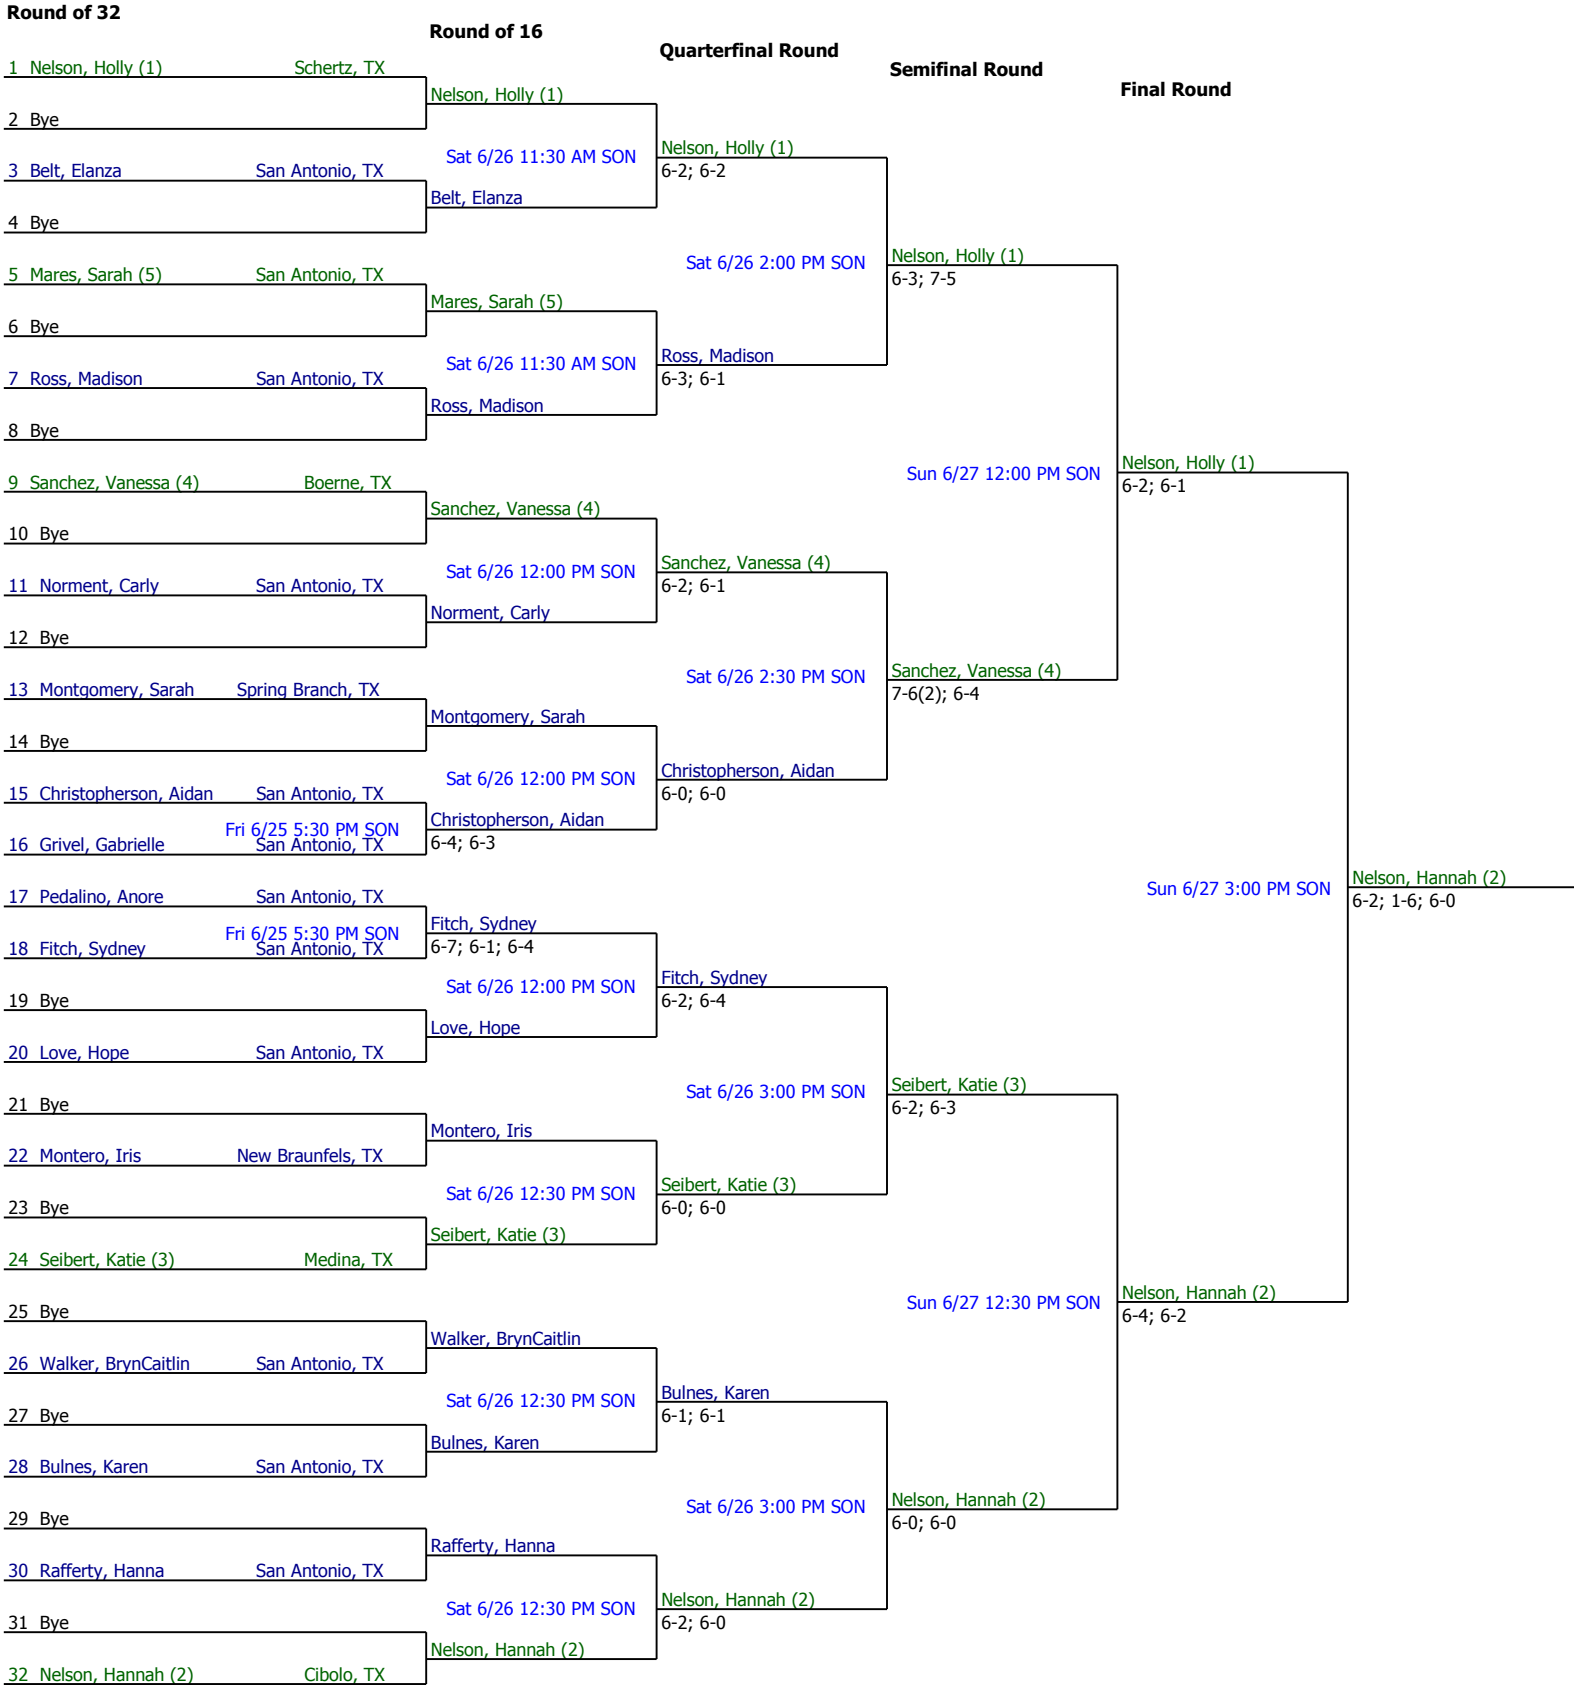 Round of 32
Round of 16
Quarterfinal Round
Semifinal Round
Final Round
1 Nelson, Holly (1) Schertz, TX
Nelson, Holly (1)
2 Bye
Sat 6/26 11:30 AM SON
Nelson, Holly (1)
6-2; 6-2
3 Belt, Elanza San Antonio, TX
Belt, Elanza
4 Bye
Sat 6/26 2:00 PM SON
Nelson, Holly (1)
6-3; 7-5
5 Mares, Sarah (5) San Antonio, TX
Mares, Sarah (5)
6 Bye
Sat 6/26 11:30 AM SON
Ross, Madison
6-3; 6-1
7 Ross, Madison San Antonio, TX
Ross, Madison
8 Bye
Sun 6/27 12:00 PM SON
Nelson, Holly (1)
6-2; 6-1
9 Sanchez, Vanessa (4) Boerne, TX
Sanchez, Vanessa (4)
10 Bye
Sat 6/26 12:00 PM SON
Sanchez, Vanessa (4)
6-2; 6-1
11 Norment, Carly San Antonio, TX
Norment, Carly
12 Bye
Sat 6/26 2:30 PM SON
Sanchez, Vanessa (4)
7-6(2); 6-4
13 Montgomery, Sarah Spring Branch, TX
Montgomery, Sarah
14 Bye
Sat 6/26 12:00 PM SON
Christopherson, Aidan
6-0; 6-0
15 Christopherson, Aidan San Antonio, TX
Fri 6/25 5:30 PM SON
Christopherson, Aidan
6-4; 6-3
16 Grivel, Gabrielle San Antonio, TX
Sun 6/27 3:00 PM SON
Nelson, Hannah (2)
6-2; 1-6; 6-0
17 Pedalino, Anore San Antonio, TX
Fri 6/25 5:30 PM SON
Fitch, Sydney
6-7; 6-1; 6-4
18 Fitch, Sydney San Antonio, TX
Sat 6/26 12:00 PM SON
Fitch, Sydney
6-2; 6-4
19 Bye
Love, Hope
20 Love, Hope San Antonio, TX
Sat 6/26 3:00 PM SON
Seibert, Katie (3)
6-2; 6-3
21 Bye
Montero, Iris
22 Montero, Iris New Braunfels, TX
Sat 6/26 12:30 PM SON
Seibert, Katie (3)
6-0; 6-0
23 Bye
Seibert, Katie (3)
24 Seibert, Katie (3) Medina, TX
Sun 6/27 12:30 PM SON
Nelson, Hannah (2)
6-4; 6-2
25 Bye
Walker, BrynCaitlin
26 Walker, BrynCaitlin San Antonio, TX
Sat 6/26 12:30 PM SON
Bulnes, Karen
6-1; 6-1
27 Bye
Bulnes, Karen
28 Bulnes, Karen San Antonio, TX
Sat 6/26 3:00 PM SON
Nelson, Hannah (2)
6-0; 6-0
29 Bye
Rafferty, Hanna
30 Rafferty, Hanna San Antonio, TX
Sat 6/26 12:30 PM SON
Nelson, Hannah (2)
6-2; 6-0
31 Bye
Nelson, Hannah (2)
32 Nelson, Hannah (2) Cibolo, TX